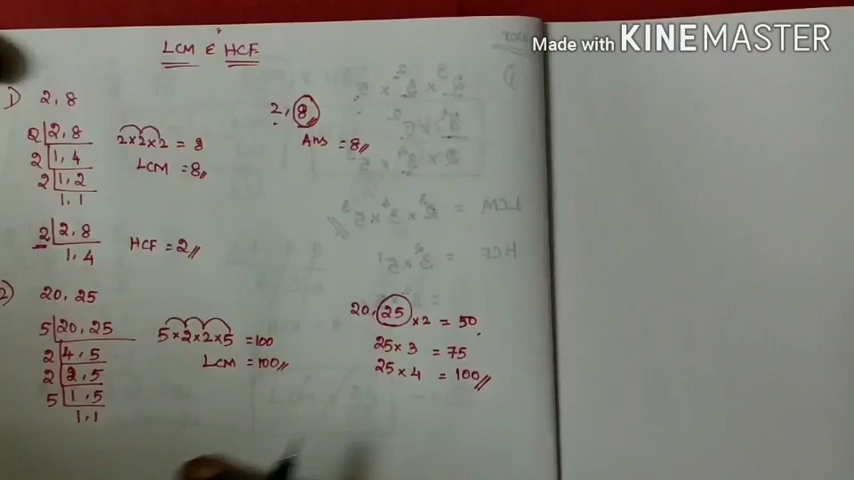 LCM & HCF
Made with KINEMASTER
1) 2, 8
2 | 2, 8
2 | 1, 4
2 | 1, 2
1, 1
2×2×2 = 8
LCM = 8
2, 8
Ans = 8
2 | 2, 8
1, 4
HCF = 2
2) 20, 25
5 | 20, 25
2 | 4, 5
2 | 2, 5
5 | 1, 5
1, 1
5×2×2×5 = 100
LCM = 100
20, 25 ×2 = 50
25×3 = 75
25×4 = 100